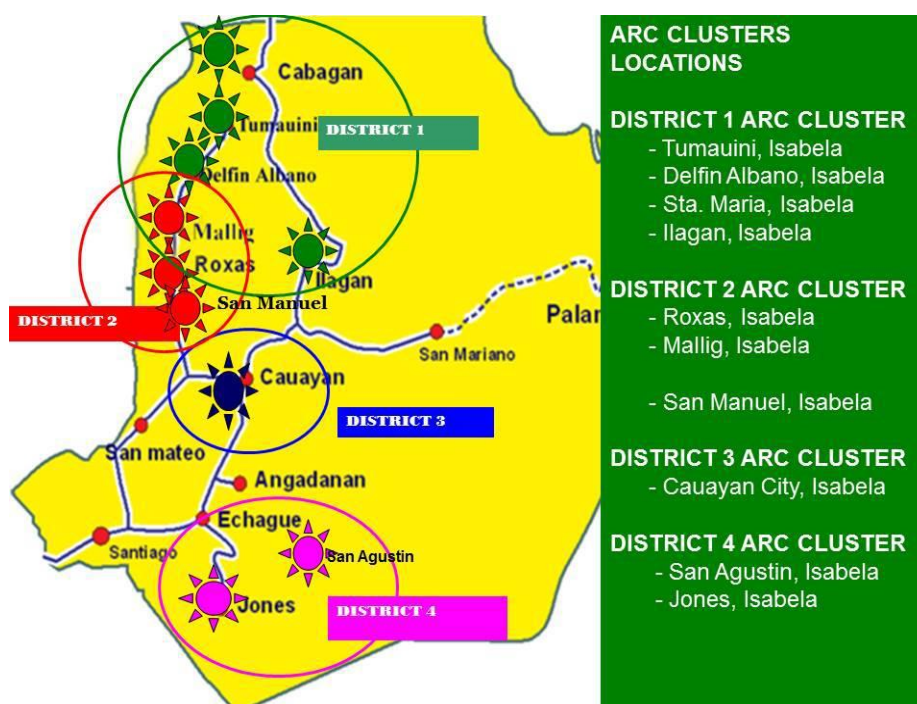 Cabagan
Tumauini
DISTRICT 1
Delfin Albano
Mallig
Roxas
Ilagan
San Manuel
DISTRICT 2
Palan
San Mariano
Cauayan
DISTRICT 3
San mateo
Angadanan
Echague
Santiago
San Agustin
Jones
DISTRICT 4
ARC CLUSTERS
LOCATIONS
DISTRICT 1 ARC CLUSTER
- Tumauini, Isabela
- Delfin Albano, Isabela
- Sta. Maria, Isabela
- Ilagan, Isabela
DISTRICT 2 ARC CLUSTER
- Roxas, Isabela
- Mallig, Isabela
- San Manuel, Isabela
DISTRICT 3 ARC CLUSTER
- Cauayan City, Isabela
DISTRICT 4 ARC CLUSTER
- San Agustin, Isabela
- Jones, Isabela